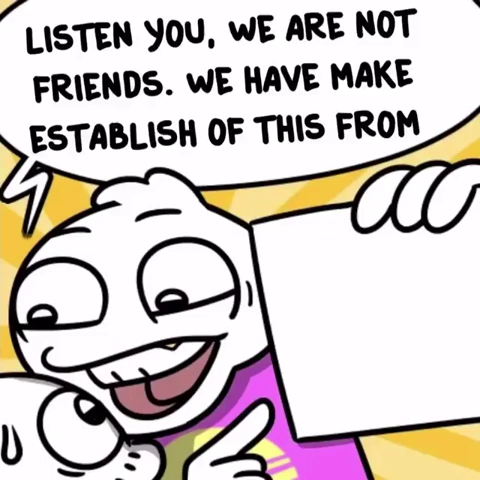 LISTEN YOU, WE ARE NOT
FRIENDS. WE HAVE MAKE
ESTABLISH OF THIS FROM